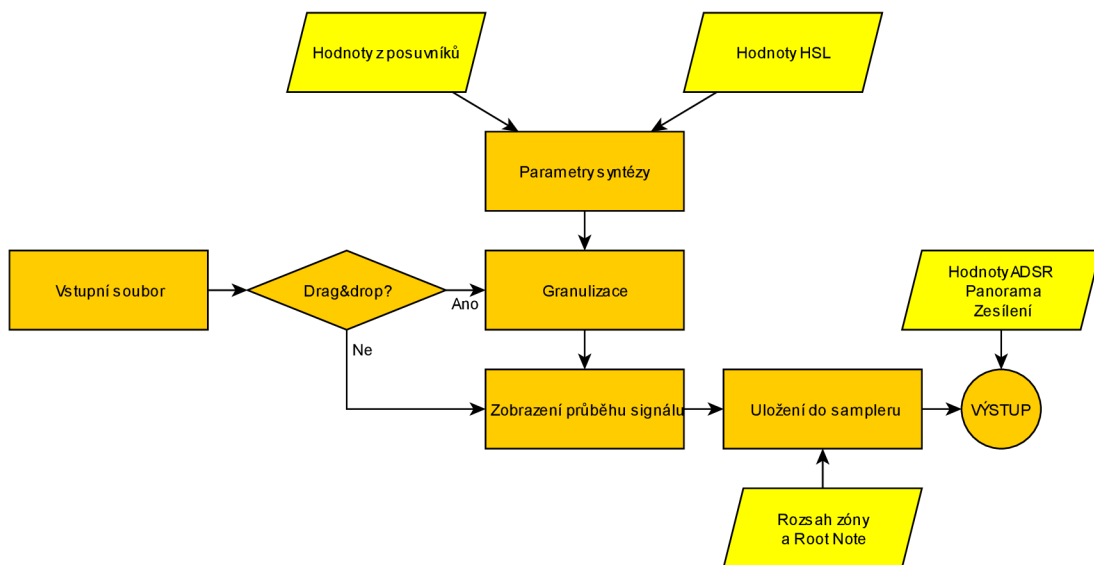 Hodnoty z posuvníků
Hodnoty HSL
Parametry syntézy
Vstupní soubor
Drag&drop?
Ano
Granulizace
Hodnoty ADSR
Panorama
Zesílení
Ne
Zobrazení průběhu signálu
Uložení do sampleru
VÝSTUP
Rozsah zóny
a Root Note